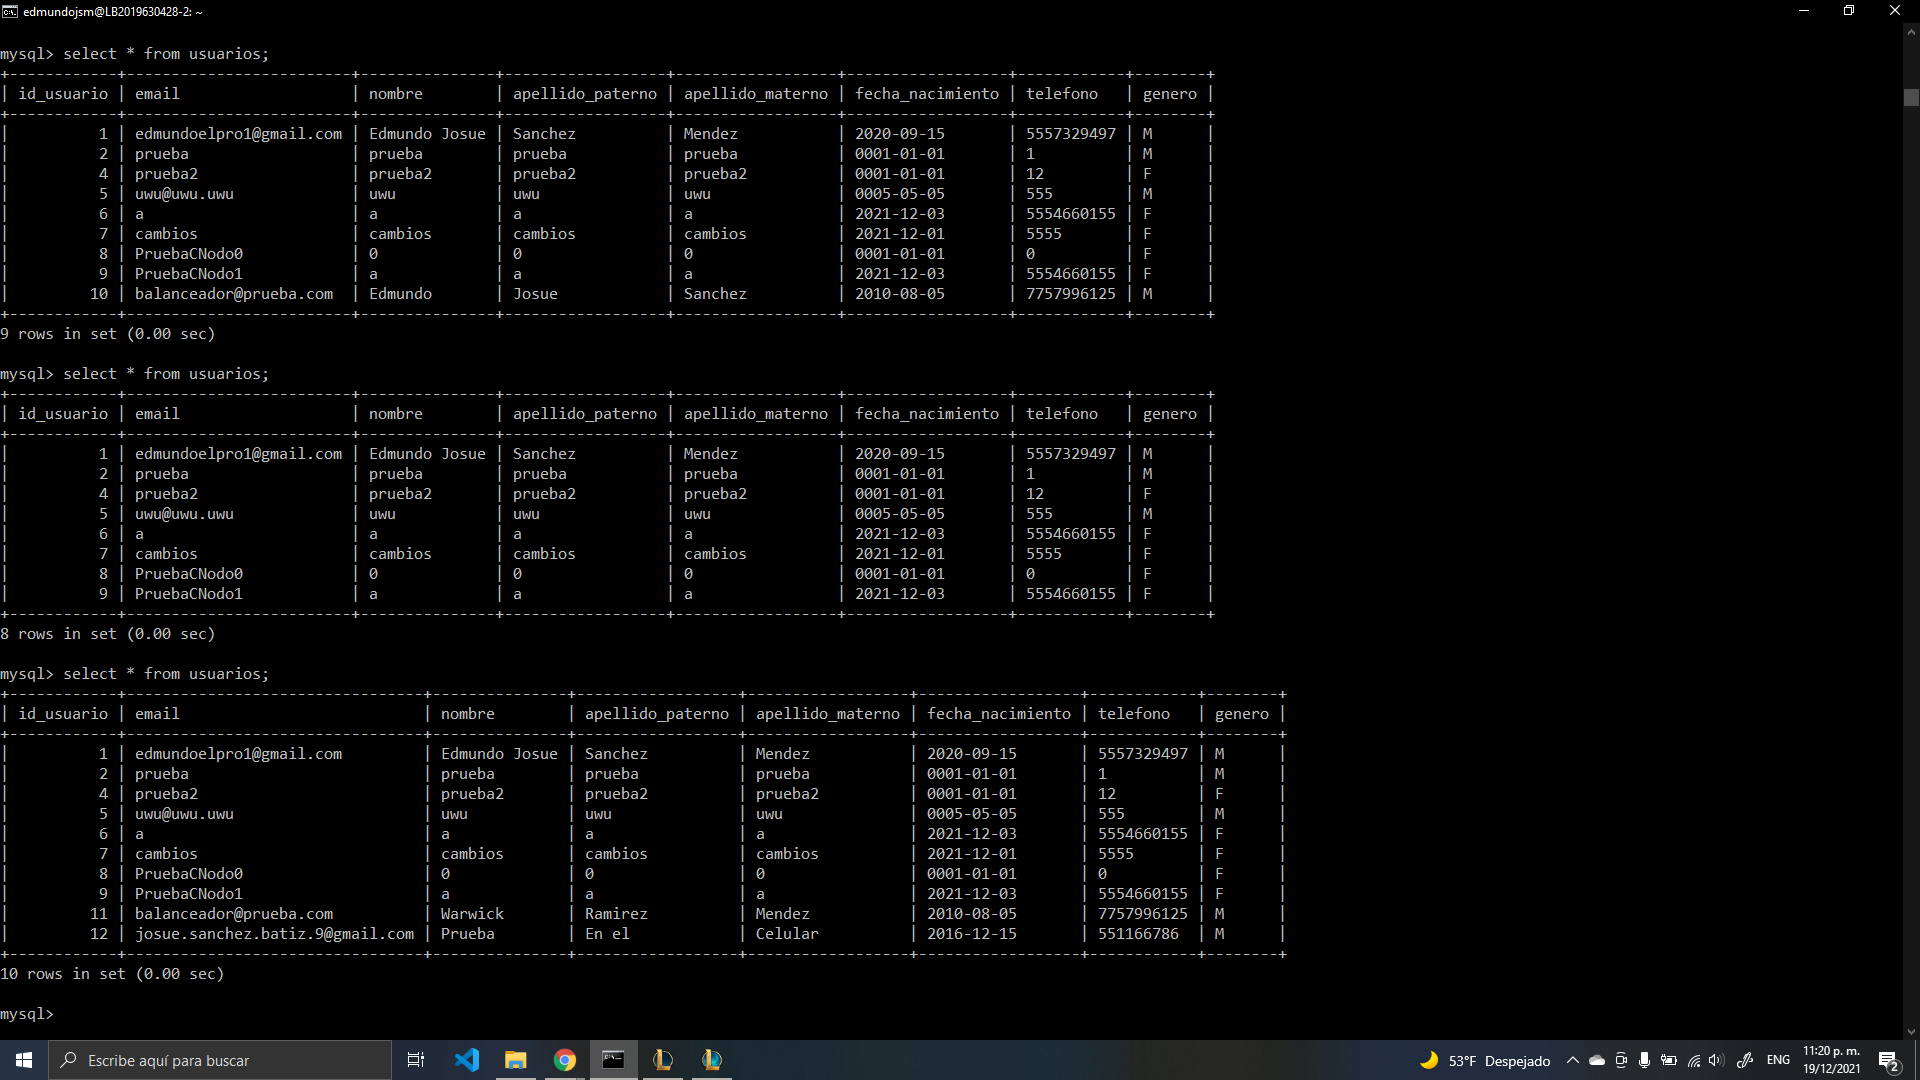 edmundojsm@LB2019630428-2: ~
mysql> select * from usuarios;
+------------+-------------------------+---------------+------------------+------------------+------------------+------------+--------+
| id_usuario | email                   | nombre        | apellido_paterno | apellido_materno | fecha_nacimiento | telefono   | genero |
+------------+-------------------------+---------------+------------------+------------------+------------------+------------+--------+
|          1 | edmundoelpro1@gmail.com | Edmundo Josue | Sanchez          | Mendez           | 2020-09-15       | 5557329497 | M      |
|          2 | prueba                  | prueba        | prueba           | prueba           | 0001-01-01       | 1          | M      |
|          4 | prueba2                 | prueba2       | prueba2          | prueba2          | 0001-01-01       | 12         | F      |
|          5 | uwu@uwu.uwu             | uwu           | uwu              | uwu              | 0005-05-05       | 555        | M      |
|          6 | a                       | a             | a                | a                | 2021-12-03       | 5554660155 | F      |
|          7 | cambios                 | cambios       | cambios          | cambios          | 2021-12-01       | 5555       | F      |
|          8 | PruebaCNodo0            | 0             | 0                | 0                | 0001-01-01       | 0          | F      |
|          9 | PruebaCNodo1            | a             | a                | a                | 2021-12-03       | 5554660155 | F      |
|         10 | balanceador@prueba.com  | Edmundo       | Josue            | Sanchez          | 2010-08-05       | 7757996125 | M      |
+------------+-------------------------+---------------+------------------+------------------+------------------+------------+--------+
9 rows in set (0.00 sec)
mysql> select * from usuarios;
+------------+-------------------------+---------------+------------------+------------------+------------------+------------+--------+
| id_usuario | email                   | nombre        | apellido_paterno | apellido_materno | fecha_nacimiento | telefono   | genero |
+------------+-------------------------+---------------+------------------+------------------+------------------+------------+--------+
|          1 | edmundoelpro1@gmail.com | Edmundo Josue | Sanchez          | Mendez           | 2020-09-15       | 5557329497 | M      |
|          2 | prueba                  | prueba        | prueba           | prueba           | 0001-01-01       | 1          | M      |
|          4 | prueba2                 | prueba2       | prueba2          | prueba2          | 0001-01-01       | 12         | F      |
|          5 | uwu@uwu.uwu             | uwu           | uwu              | uwu              | 0005-05-05       | 555        | M      |
|          6 | a                       | a             | a                | a                | 2021-12-03       | 5554660155 | F      |
|          7 | cambios                 | cambios       | cambios          | cambios          | 2021-12-01       | 5555       | F      |
|          8 | PruebaCNodo0            | 0             | 0                | 0                | 0001-01-01       | 0          | F      |
|          9 | PruebaCNodo1            | a             | a                | a                | 2021-12-03       | 5554660155 | F      |
+------------+-------------------------+---------------+------------------+------------------+------------------+------------+--------+
8 rows in set (0.00 sec)
mysql> select * from usuarios;
+------------+---------------------------------+---------------+------------------+------------------+------------------+------------+--------+
| id_usuario | email                           | nombre        | apellido_paterno | apellido_materno | fecha_nacimiento | telefono   | genero |
+------------+---------------------------------+---------------+------------------+------------------+------------------+------------+--------+
|          1 | edmundoelpro1@gmail.com         | Edmundo Josue | Sanchez          | Mendez           | 2020-09-15       | 5557329497 | M      |
|          2 | prueba                          | prueba        | prueba           | prueba           | 0001-01-01       | 1          | M      |
|          4 | prueba2                         | prueba2       | prueba2          | prueba2          | 0001-01-01       | 12         | F      |
|          5 | uwu@uwu.uwu                     | uwu           | uwu              | uwu              | 0005-05-05       | 555        | M      |
|          6 | a                               | a             | a                | a                | 2021-12-03       | 5554660155 | F      |
|          7 | cambios                         | cambios       | cambios          | cambios          | 2021-12-01       | 5555       | F      |
|          8 | PruebaCNodo0                    | 0             | 0                | 0                | 0001-01-01       | 0          | F      |
|          9 | PruebaCNodo1                    | a             | a                | a                | 2021-12-03       | 5554660155 | F      |
|         11 | balanceador@prueba.com          | Warwick       | Ramirez          | Mendez           | 2010-08-05       | 7757996125 | M      |
|         12 | josue.sanchez.batiz.9@gmail.com | Prueba        | En el            | Celular          | 2016-12-15       | 551166786  | M      |
+------------+---------------------------------+---------------+------------------+------------------+------------------+------------+--------+
10 rows in set (0.00 sec)
mysql>
Escribe aquí para buscar
53°F Despejado
ENG
11:20 p. m.
19/12/2021
2